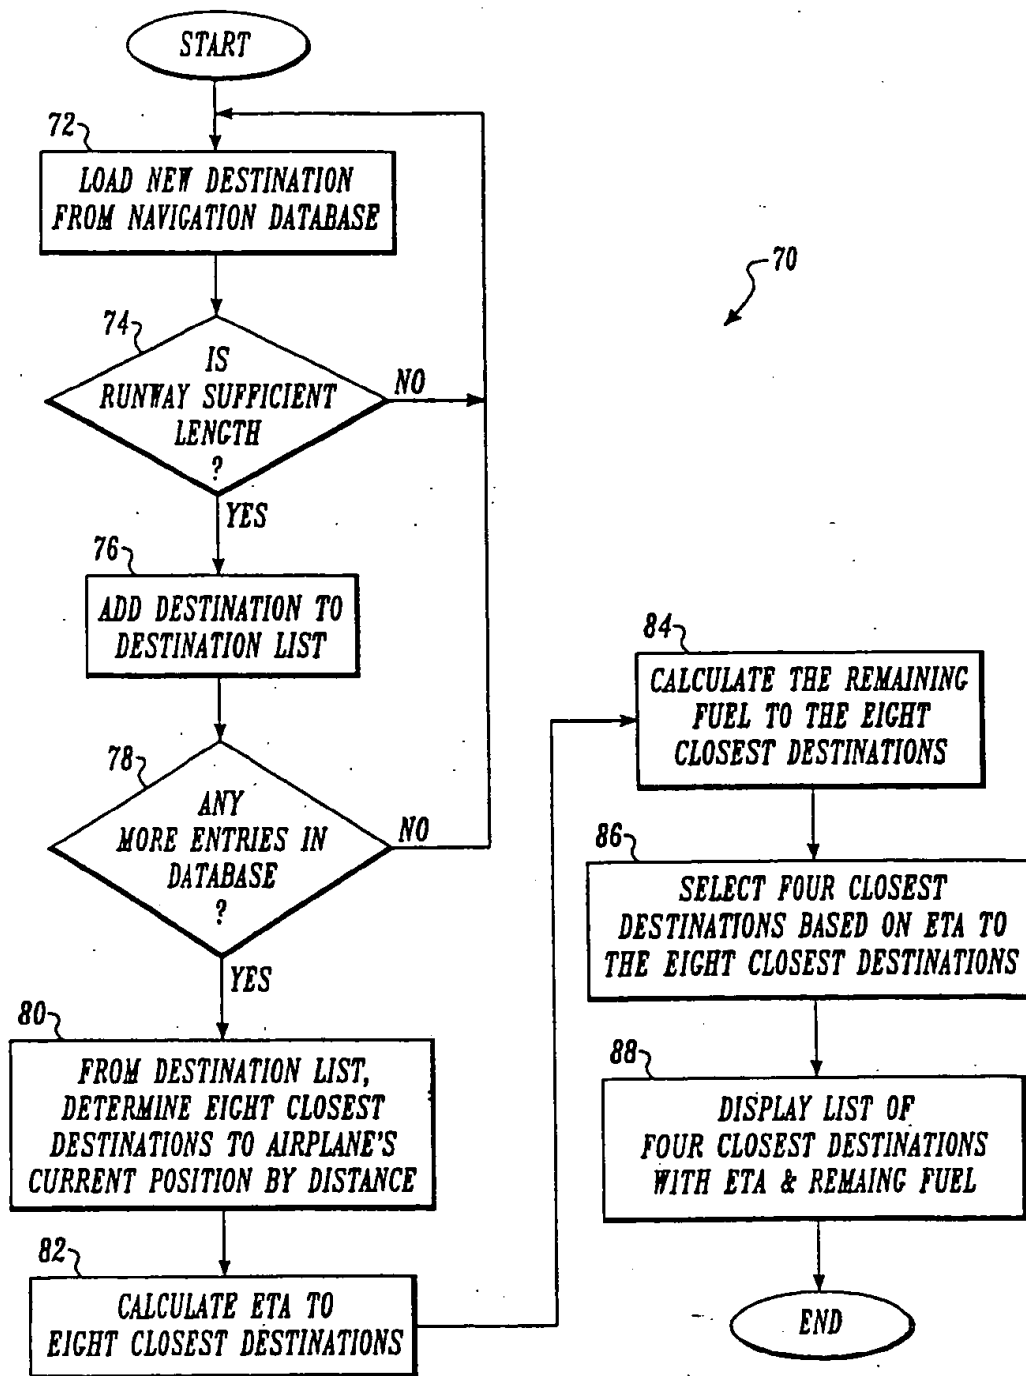 START
72
LOAD NEW DESTINATION
FROM NAVIGATION DATABASE
70
74
IS
RUNWAY SUFFICIENT
LENGTH
?
NO
YES
76
ADD DESTINATION TO
DESTINATION LIST
78
ANY
MORE ENTRIES IN
DATABASE
?
NO
YES
80
FROM DESTINATION LIST,
DETERMINE EIGHT CLOSEST
DESTINATIONS TO AIRPLANE'S
CURRENT POSITION BY DISTANCE
82
CALCULATE ETA TO
EIGHT CLOSEST DESTINATIONS
84
CALCULATE THE REMAINING
FUEL TO THE EIGHT
CLOSEST DESTINATIONS
86
SELECT FOUR CLOSEST
DESTINATIONS BASED ON ETA TO
THE EIGHT CLOSEST DESTINATIONS
88
DISPLAY LIST OF
FOUR CLOSEST DESTINATIONS
WITH ETA & REMAING FUEL
END